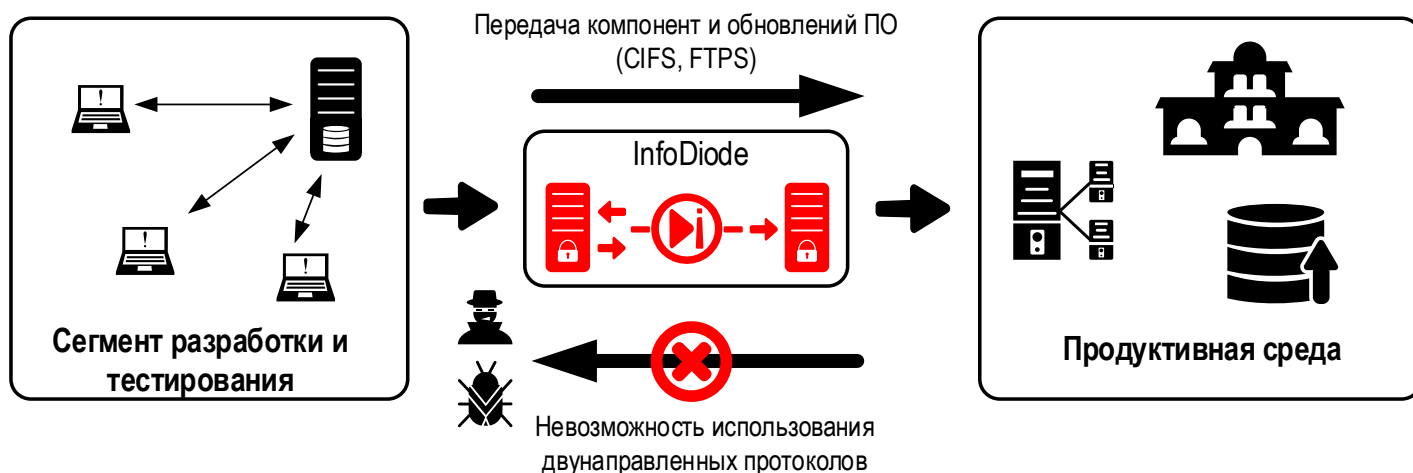 Передача компонент и обновлений ПО
(CIFS, FTPS)
InfoDiode
Сегмент разработки и
тестирования
Продуктивная среда
Невозможность использования
двунаправленных протоколов